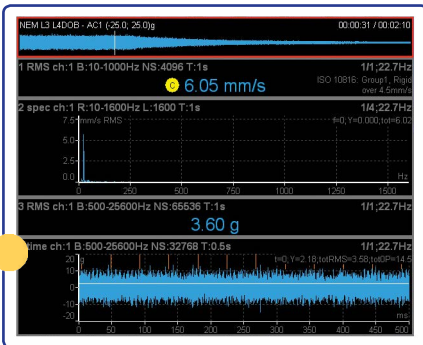 NEM L3 L4DOB - AC1 (-25.0; 25.0)g 00:00:31 / 00:02:10
1 RMS ch:1 B:10-1000Hz NS:4096 T:1s 1/1;22.7Hz
C 6.05 mm/s
ISO 10816: Group1, Rigid
over 4.5mm/s
2 spec ch:1 R:10-1600Hz L:1600 T:1s 1/4;22.7Hz
7.5 mm/s RMS f=0,Y=0.000;tot=6.02
5.0
2.5
0.0 Hz
0 250 500 750 1000 1250 1500
3 RMS ch:1 B:500-25600Hz NS:65536 T:1s 1/1;22.7Hz
3.60 g
time ch:1 B:500-25600Hz NS:32768 T:0.5s 1/1;22.7Hz
20 g t=0,Y=2.18;totRMS=3.58;tot0P=14.5
10
0
-10
-20 ms
0 50 100 150 200 250 300 350 400 450 500